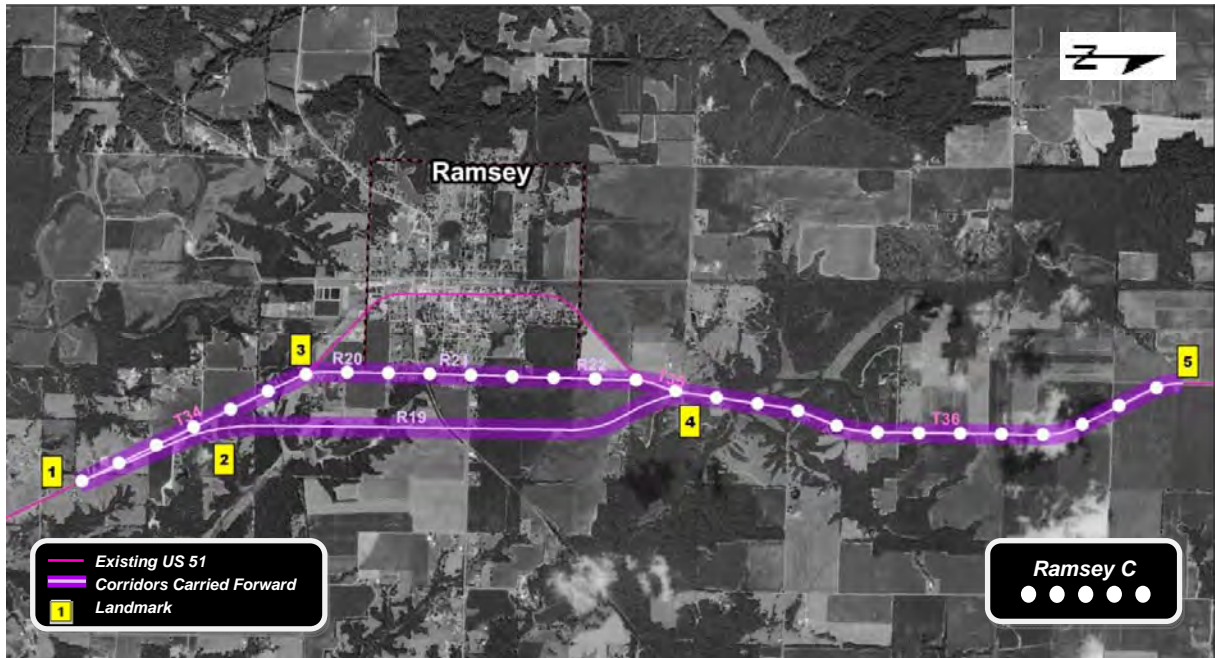 Ramsey
3
R20
R21
R22
5
T34
R19
4
T36
1
2
Existing US 51
Corridors Carried Forward
1
Landmark
Ramsey C